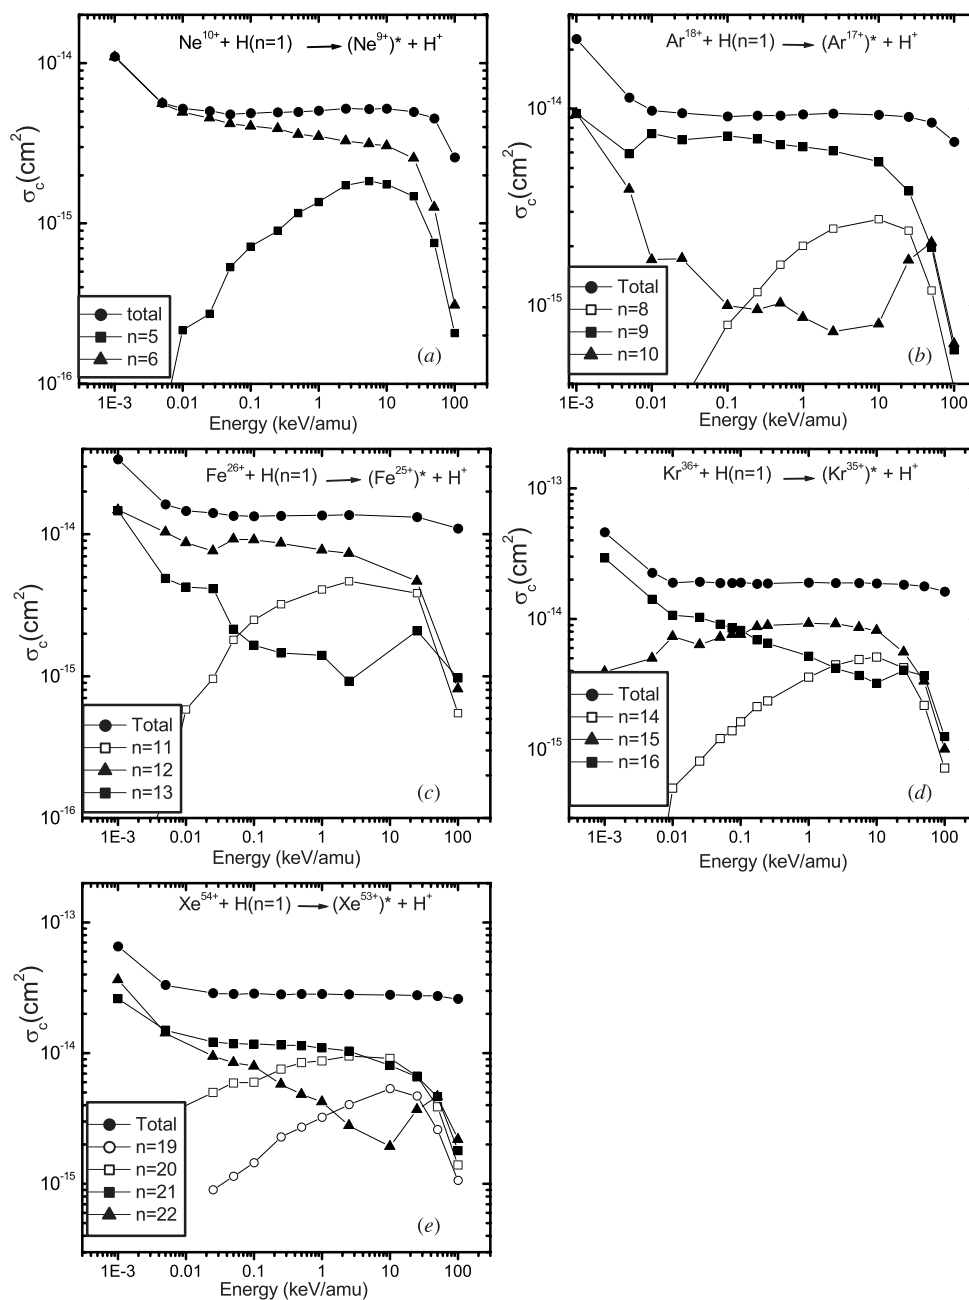 Ne¹⁰⁺+ H(n=1) ⟶ (Ne⁹⁺)* + H⁺
10⁻¹⁴
10⁻¹⁵
10⁻¹⁶
σc(cm²)
total
n=5
n=6
(a)
1E-3 0.01 0.1 1 10 100
Energy (keV/amu)
Ar¹⁸⁺+ H(n=1) ⟶ (Ar¹⁷⁺)* + H⁺
10⁻¹⁴
10⁻¹⁵
σc(cm²)
Total
n=8
n=9
n=10
(b)
1E-3 0.01 0.1 1 10 100
Energy (keV/amu)
Fe²⁶⁺+ H(n=1) ⟶ (Fe²⁵⁺)* + H⁺
10⁻¹⁴
10⁻¹⁵
10⁻¹⁶
σc(cm²)
Total
n=11
n=12
n=13
(c)
1E-3 0.01 0.1 1 10 100
Energy (keV/amu)
Kr³⁶⁺+ H(n=1) ⟶ (Kr³⁵⁺)* + H⁺
10⁻¹³
10⁻¹⁴
10⁻¹⁵
σc(cm²)
Total
n=14
n=15
n=16
(d)
1E-3 0.01 0.1 1 10 100
Energy (keV/amu)
Xe⁵⁴⁺+ H(n=1) ⟶ (Xe⁵³⁺)* + H⁺
10⁻¹³
10⁻¹⁴
10⁻¹⁵
σc(cm²)
Total
n=19
n=20
n=21
n=22
(e)
1E-3 0.01 0.1 1 10 100
Energy (keV/amu)